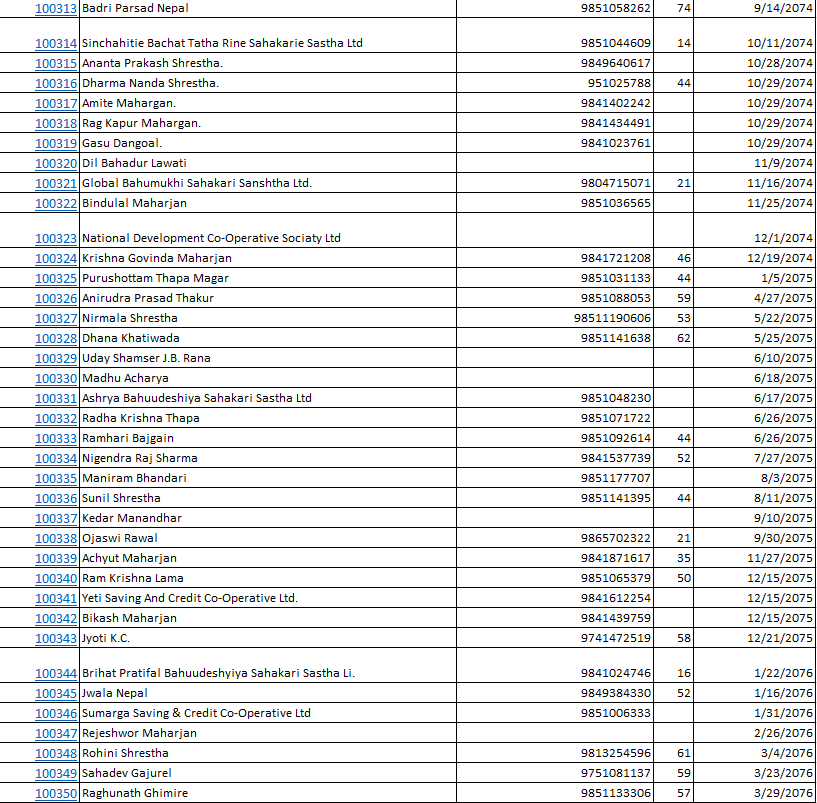 100313 Badri Parsad Nepal 9851058262 74 9/14/2074
100314 Sinchahitie Bachat Tatha Rine Sahakarie Sastha Ltd 9851044609 14 10/11/2074
100315 Ananta Prakash Shrestha. 9849640617 10/28/2074
100316 Dharma Nanda Shrestha. 951025788 44 10/29/2074
100317 Amite Mahargan. 9841402242 10/29/2074
100318 Rag Kapur Mahargan. 9841434491 10/29/2074
100319 Gasu Dangoal. 9841023761 10/29/2074
100320 Dil Bahadur Lawati 11/9/2074
100321 Global Bahumukhi Sahakari Sanshtha Ltd. 9804715071 21 11/16/2074
100322 Bindulal Maharjan 9851036565 11/25/2074
100323 National Development Co-Operative Sociaty Ltd 12/1/2074
100324 Krishna Govinda Maharjan 9841721208 46 12/19/2074
100325 Purushottam Thapa Magar 9851031133 44 1/5/2075
100326 Anirudra Prasad Thakur 9851088053 59 4/27/2075
100327 Nirmala Shrestha 98511190606 53 5/22/2075
100328 Dhana Khatiwada 9851141638 62 5/25/2075
100329 Uday Shamser J.B. Rana 6/10/2075
100330 Madhu Acharya 6/18/2075
100331 Ashrya Bahuudeshiya Sahakari Sastha Ltd 9851048230 6/17/2075
100332 Radha Krishna Thapa 9851071722 6/26/2075
100333 Ramhari Bajgain 9851092614 44 6/26/2075
100334 Nigendra Raj Sharma 9841537739 52 7/27/2075
100335 Maniram Bhandari 9851177707 8/3/2075
100336 Sunil Shrestha 9851141395 44 8/11/2075
100337 Kedar Manandhar 9/10/2075
100338 Ojaswi Rawal 9865702322 21 9/30/2075
100339 Achyut Maharjan 9841871617 35 11/27/2075
100340 Ram Krishna Lama 9851065379 50 12/15/2075
100341 Yeti Saving And Credit Co-Operative Ltd. 9841612254 12/15/2075
100342 Bikash Maharjan 9841439759 12/15/2075
100343 Jyoti K.C. 9741472519 58 12/21/2075
100344 Brihat Pratifal Bahuudeshyiya Sahakari Sastha Li. 9841024746 16 1/22/2076
100345 Jwala Nepal 9849384330 52 1/16/2076
100346 Sumarga Saving & Credit Co-Operative Ltd 9851006333 1/31/2076
100347 Rejeshwor Maharjan 2/26/2076
100348 Rohini Shrestha 9813254596 61 3/4/2076
100349 Sahadev Gajurel 9751081137 59 3/23/2076
100350 Raghunath Ghimire 9851133306 57 3/29/2076